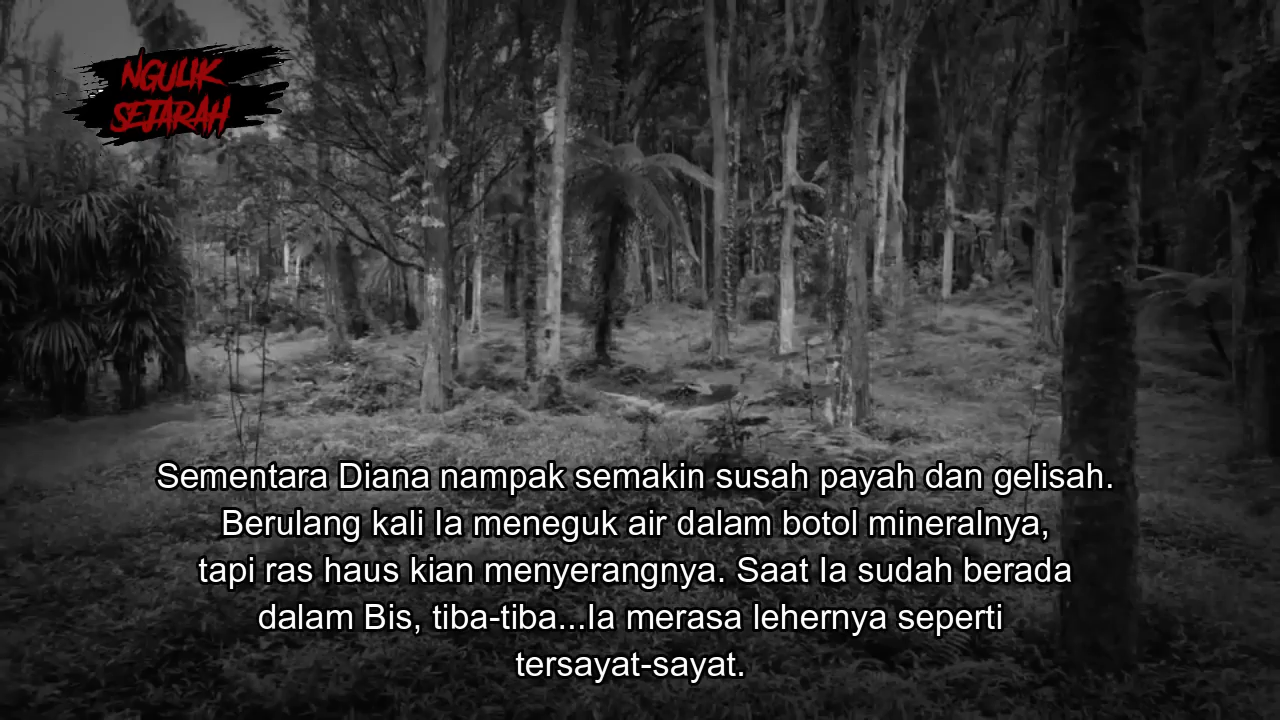 NGULIK
SEJARAH
Sementara Diana nampak semakin susah payah dan gelisah.
Berulang kali Ia meneguk air dalam botol mineralnya,
tapi ras haus kian menyerangnya. Saat Ia sudah berada
dalam Bis, tiba-tiba...Ia merasa lehernya seperti
tersayat-sayat.